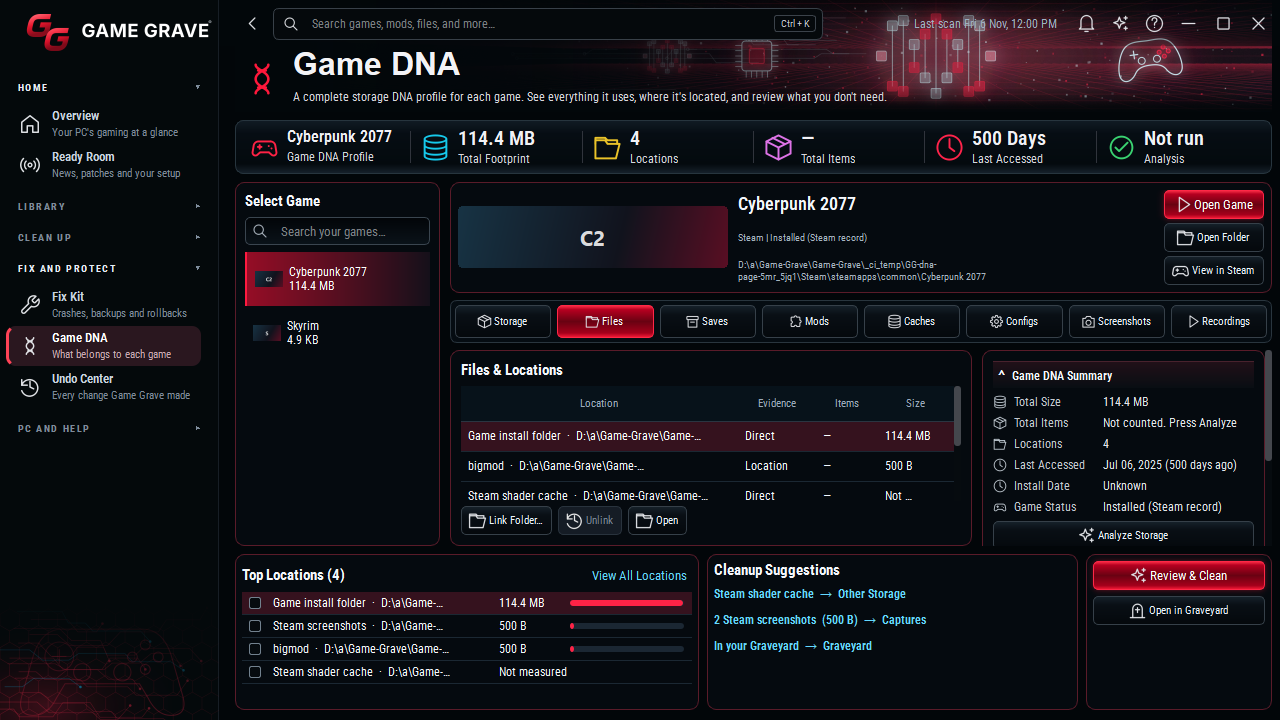 GAME GRAVE
HOME
Overview
Your PC's gaming at a glance
Ready Room
News, patches and your setup
LIBRARY
CLEAN UP
FIX AND PROTECT
Fix Kit
Crashes, backups and rollbacks
Game DNA
What belongs to each game
Undo Center
Every change Game Grave made
PC AND HELP
Search games, mods, files, and more...
Ctrl + K
Last scan Fri 6 Nov, 12:00 PM
Game DNA
A complete storage DNA profile for each game. See everything it uses, where it's located, and review what you don't need.
Cyberpunk 2077
Game DNA Profile
114.4 MB
Total Footprint
4
Locations
—
Total Items
500 Days
Last Accessed
Not run
Analysis
Select Game
Search your games...
C2
Cyberpunk 2077
114.4 MB
S
Skyrim
4.9 KB
C2
Cyberpunk 2077
Steam | Installed (Steam record)
D:\a\Game-Grave\Game-Grave\_ci_temp\GG-dna-
page-5mr_5jq1\Steam\steamapps\common\Cyberpunk 2077
Open Game
Open Folder
View in Steam
Storage
Files
Saves
Mods
Caches
Configs
Screenshots
Recordings
Files & Locations
Location Evidence Items Size
Game install folder · D:\a\Game-Grave\Game-... Direct — 114.4 MB
bigmod · D:\a\Game-Grave\Game-... Location — 500 B
Steam shader cache · D:\a\Game-Grave\Game-... Direct — Not ...
Link Folder...
Unlink
Open
Game DNA Summary
Total Size 114.4 MB
Total Items Not counted. Press Analyze
Locations 4
Last Accessed Jul 06, 2025 (500 days ago)
Install Date Unknown
Game Status Installed (Steam record)
Analyze Storage
Top Locations (4)
View All Locations
Game install folder · D:\a\Game-... 114.4 MB
Steam screenshots · D:\a\Game-... 500 B
bigmod · D:\a\Game-Grave\Game-... 500 B
Steam shader cache · D:\a\Game-... Not measured
Cleanup Suggestions
Steam shader cache → Other Storage
2 Steam screenshots (500 B) → Captures
In your Graveyard → Graveyard
Review & Clean
Open in Graveyard